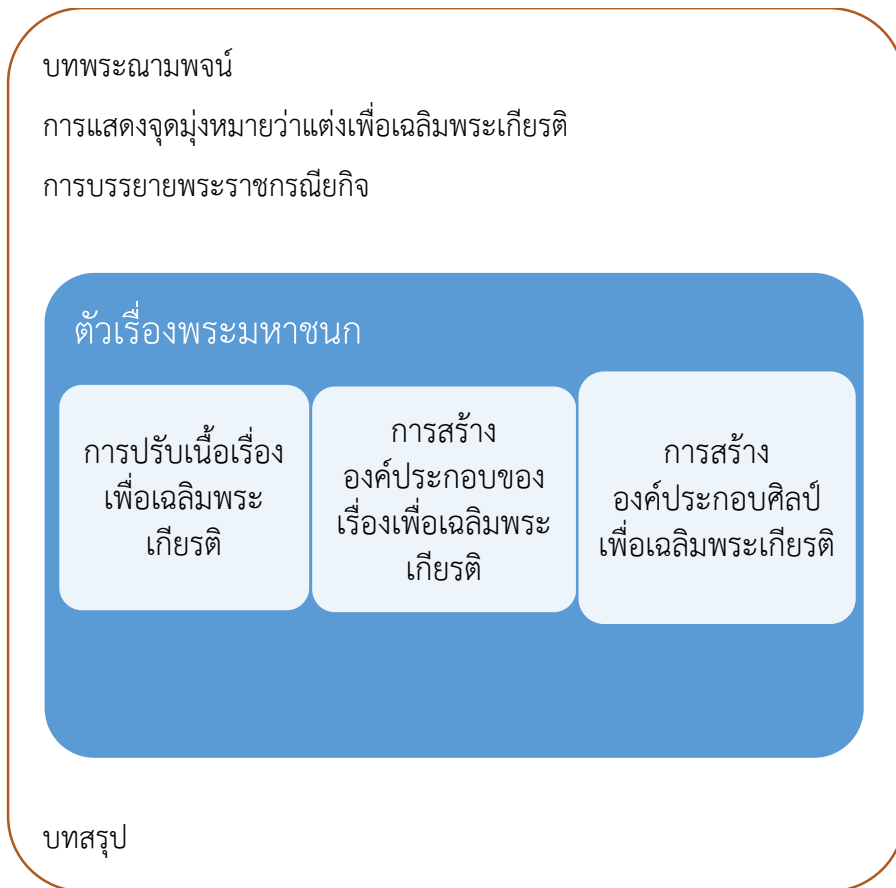 บทพระณามพจน์
การแสดงจุดมุ่งหมายว่าแต่งเพื่อเฉลิมพระเกียรติ
การบรรยายพระราชกรณียกิจ
ตัวเรื่องพระมหาชนก
การปรับเนื้อเรื่อง
เพื่อเฉลิมพระ
เกียรติ
การสร้าง
องค์ประกอบของ
เรื่องเพื่อเฉลิมพระ
เกียรติ
การสร้าง
องค์ประกอบศิลป์
เพื่อเฉลิมพระเกียรติ
บทสรุป